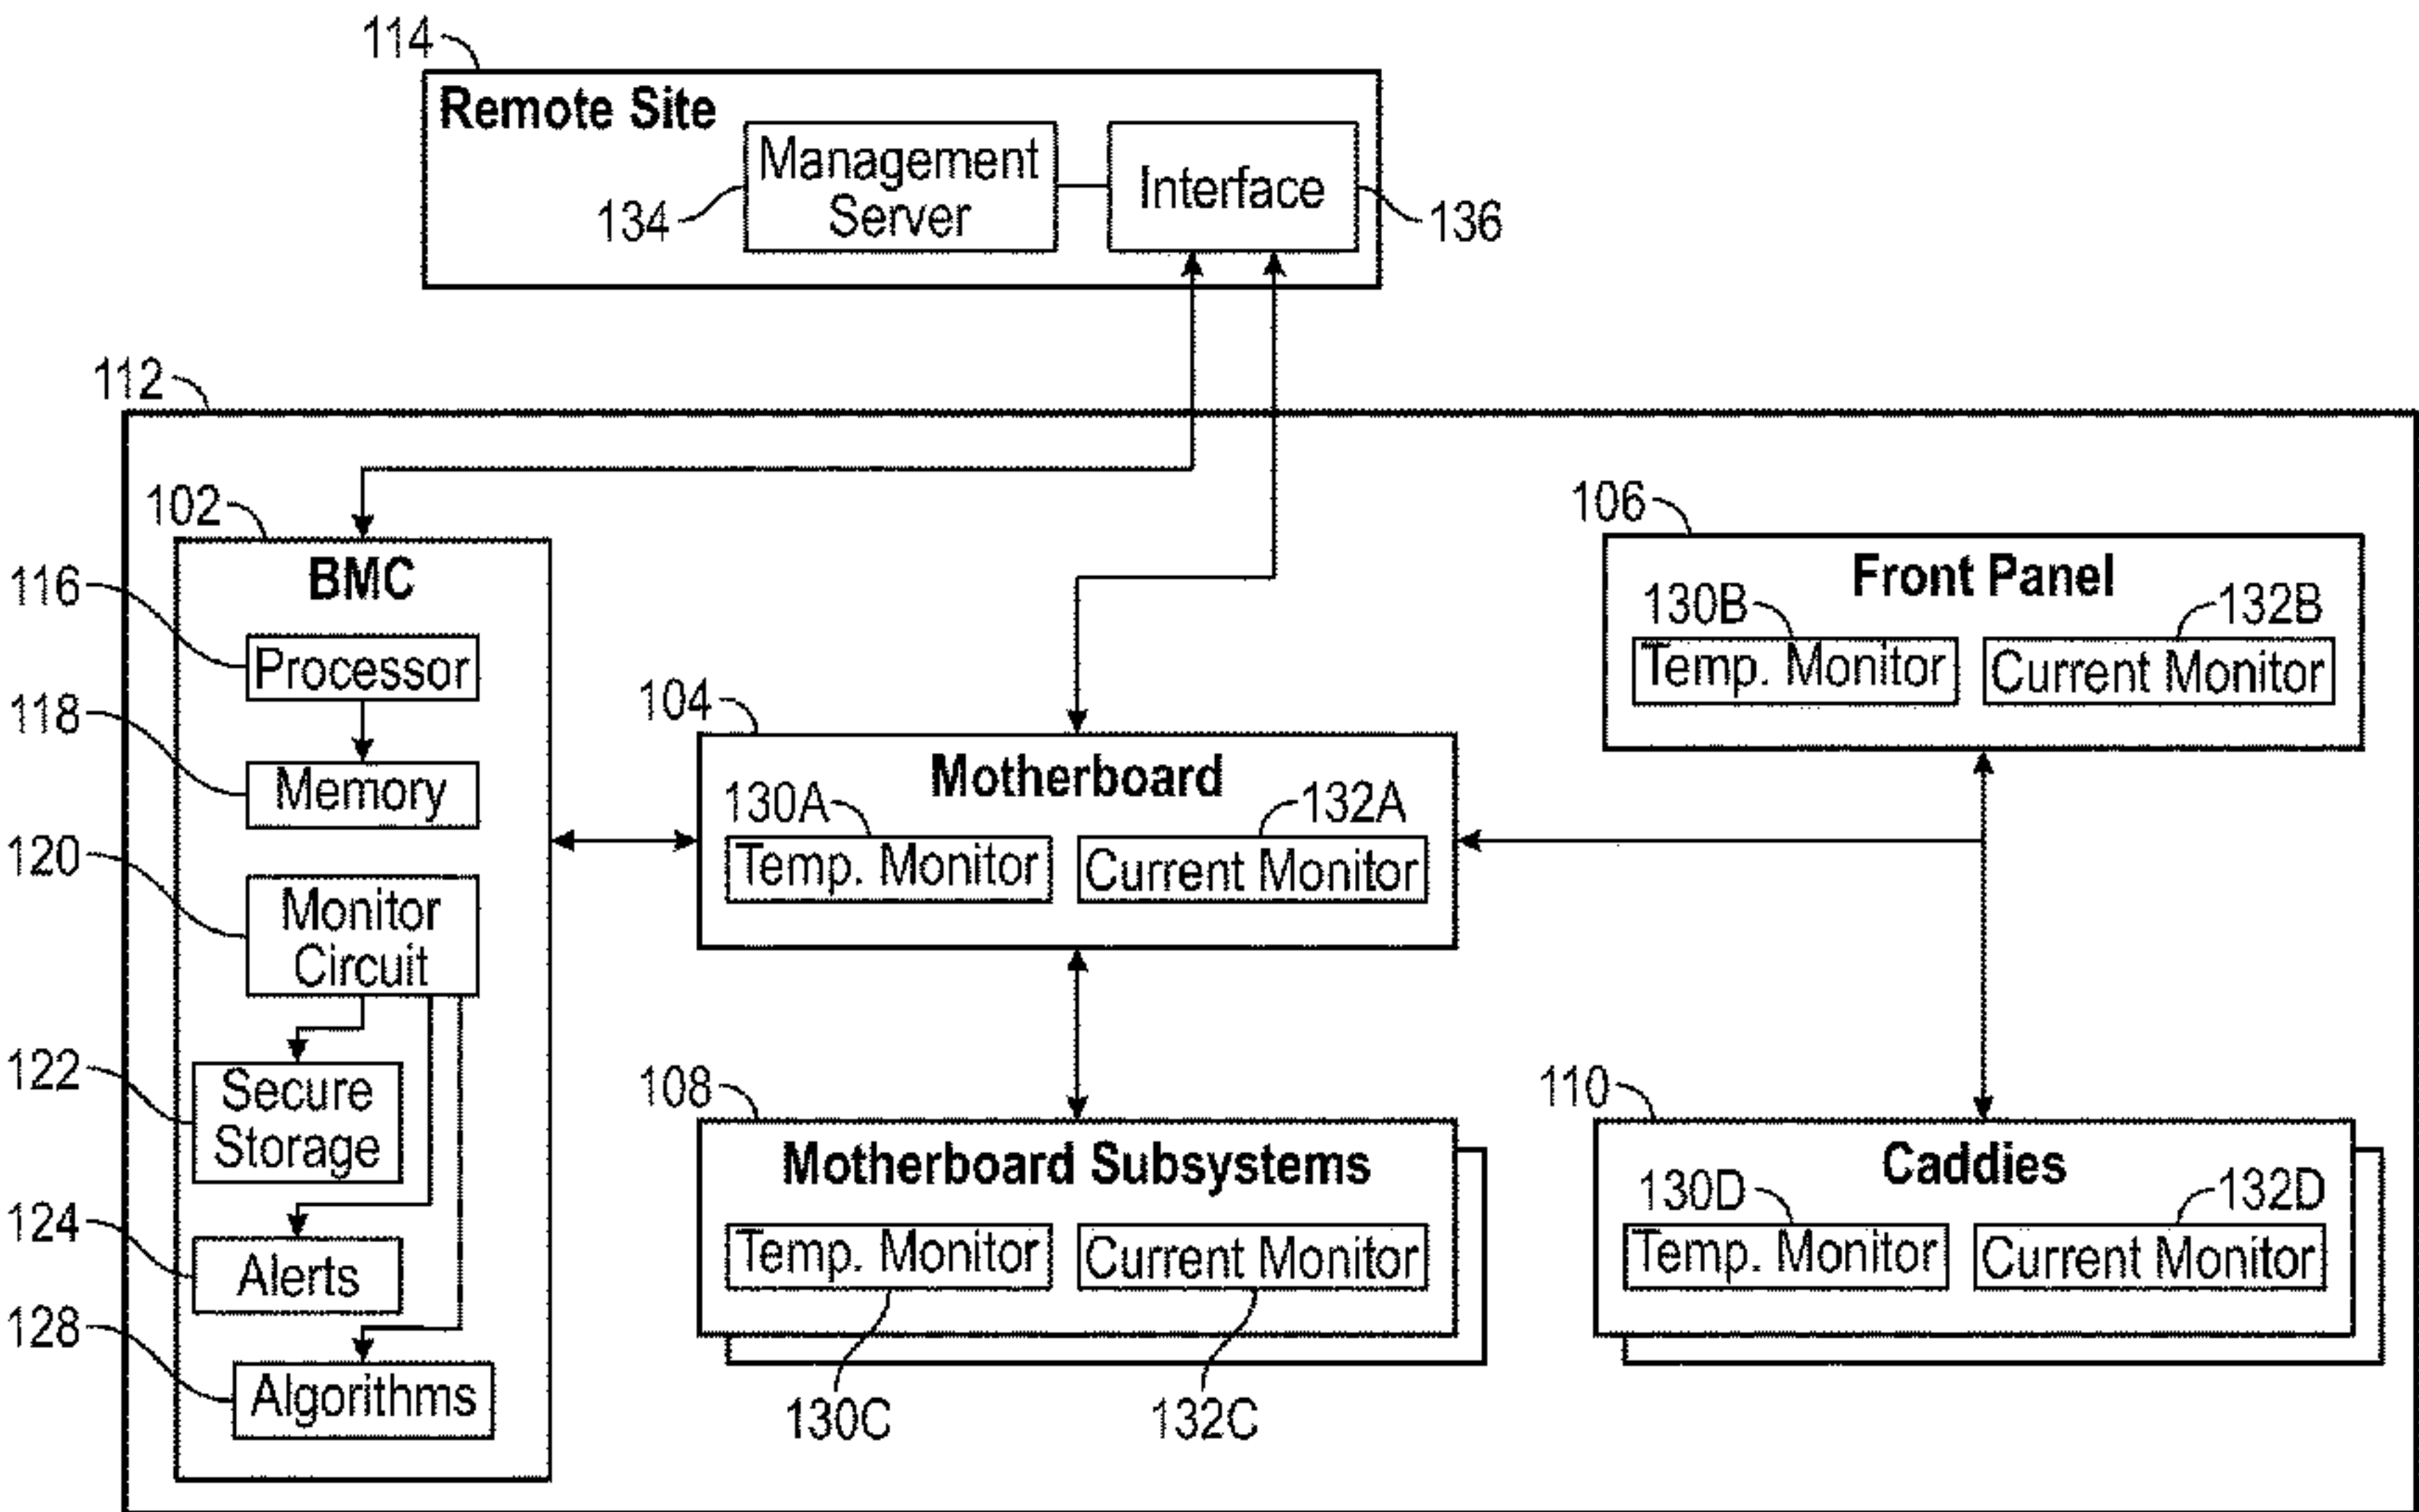 114
Remote Site
Management
Server
Interface
134
136
112
102
BMC
116
Processor
118
Memory
120
Monitor
Circuit
122
Secure
Storage
124
Alerts
128
Algorithms
104
Motherboard
130A
132A
Temp. Monitor
Current Monitor
106
Front Panel
130B
132B
Temp. Monitor
Current Monitor
108
Motherboard Subsystems
Temp. Monitor
Current Monitor
130C
132C
110
Caddies
130D
132D
Temp. Monitor
Current Monitor